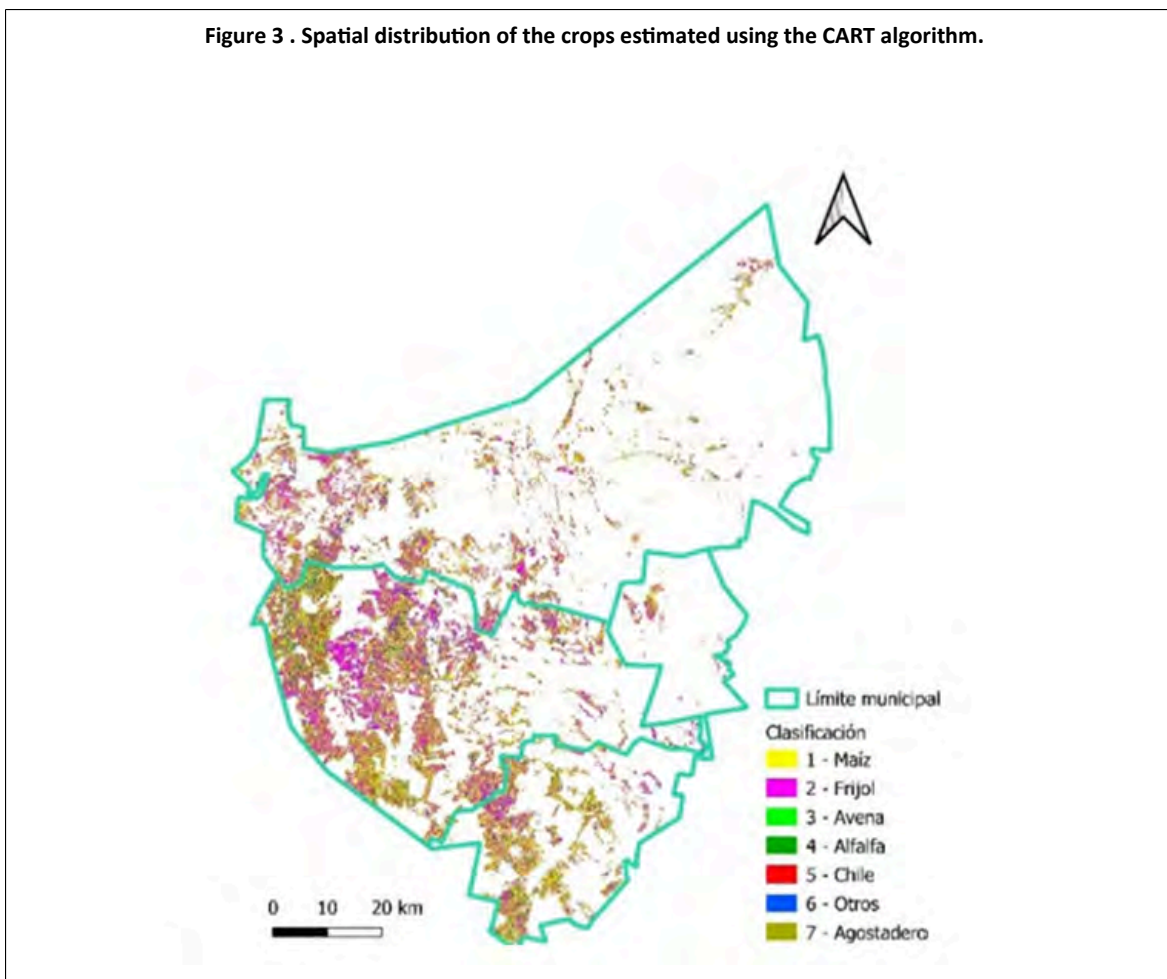 Figure 3 . Spatial distribution of the crops estimated using the CART algorithm.
Límite municipal
Clasificación
1 - Maíz
2 - Frijol
3 - Avena
4 - Alfalfa
5 - Chile
6 - Otros
7 - Agostadero
0 10 20 km